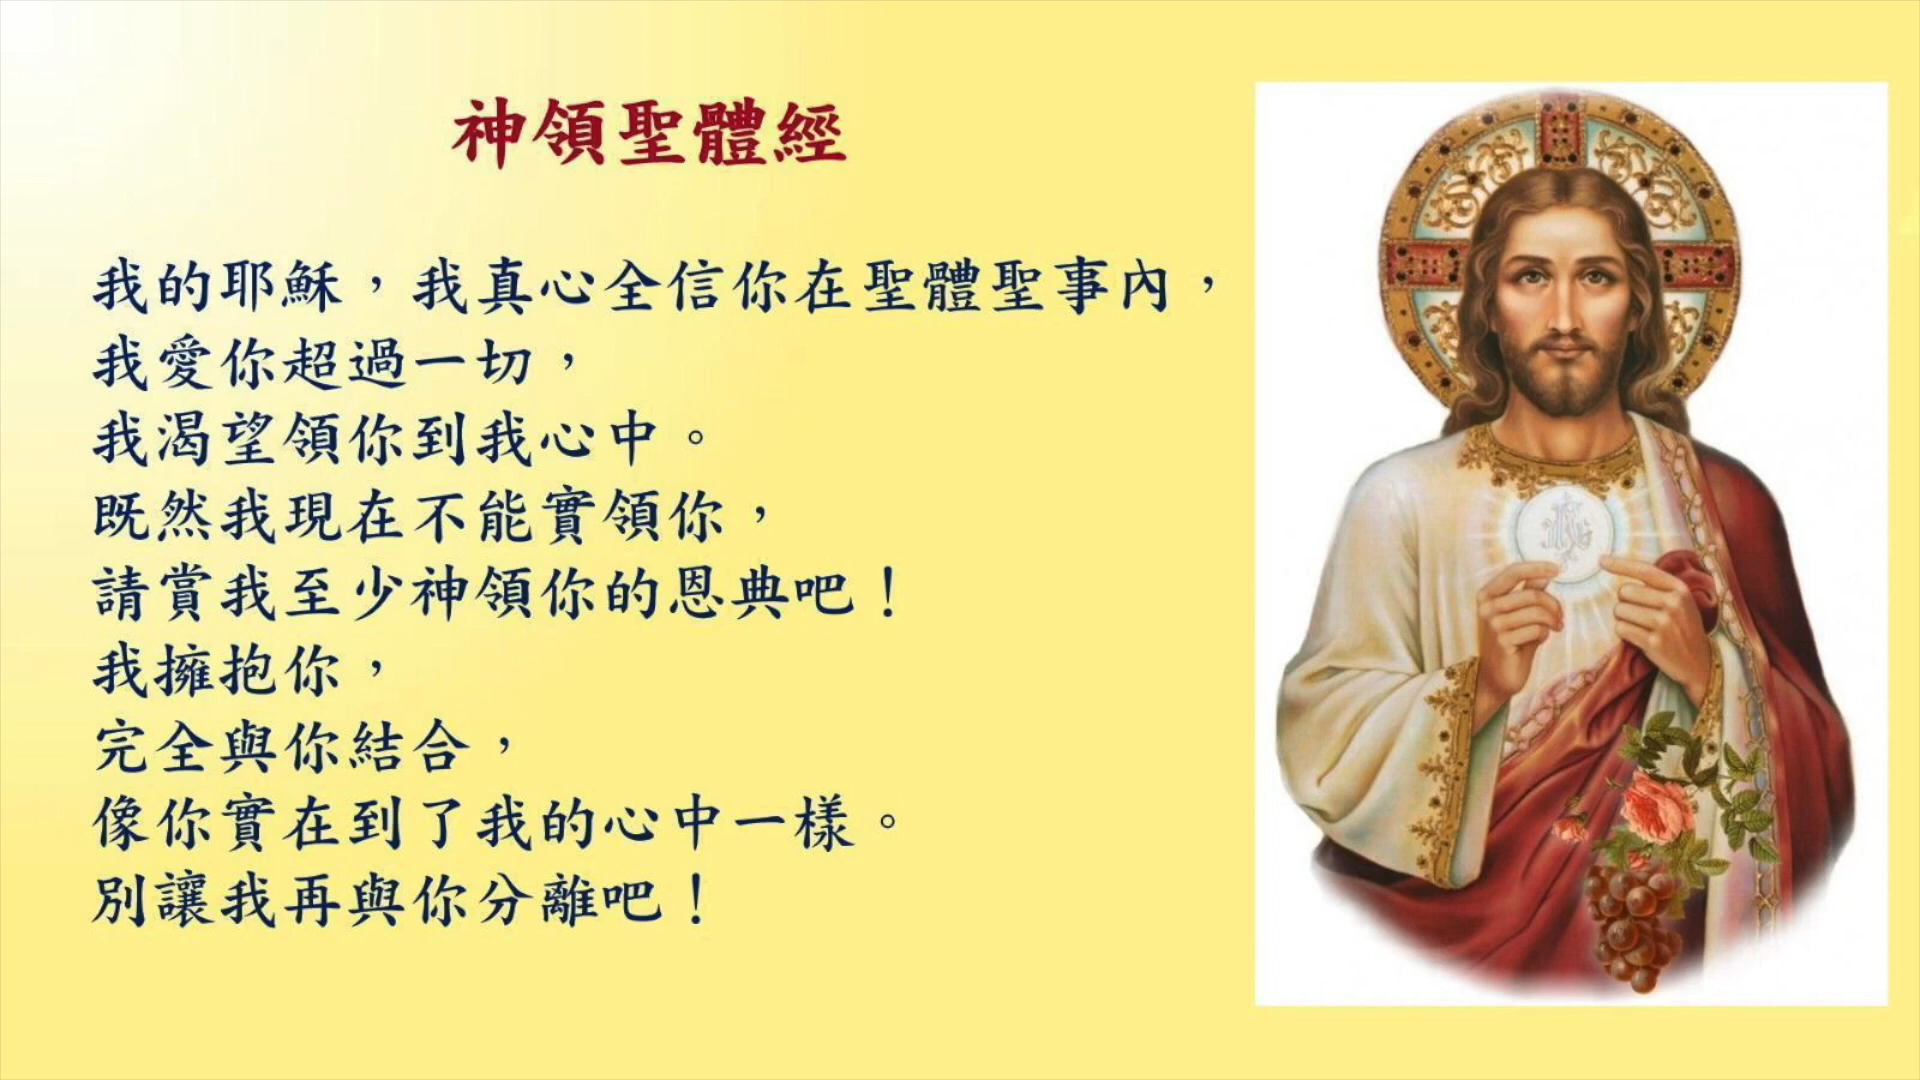 神領聖體經
我的耶穌，我真心全信你在聖體聖事內，
我愛你超過一切，
我渴望領你到我心中。
既然我現在不能實領你，
請賞我至少神領你的恩典吧！
我擁抱你，
完全與你結合，
像你實在到了我的心中一樣。
別讓我再與你分離吧！